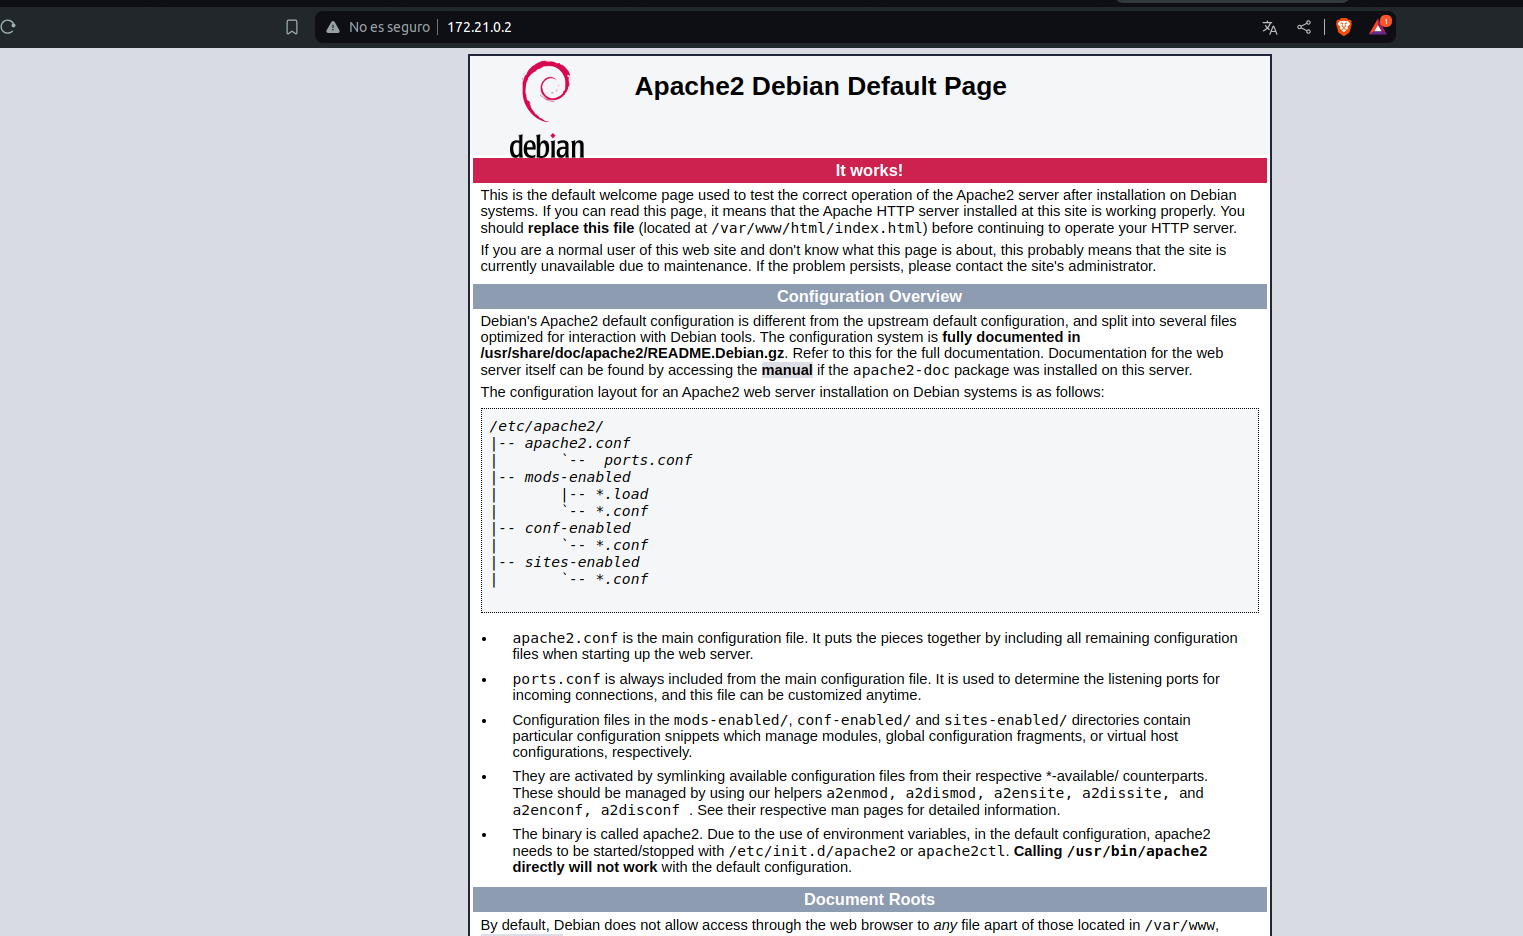 No es seguro 172.21.0.2
1
debian
Apache2 Debian Default Page
It works!
This is the default welcome page used to test the correct operation of the Apache2 server after installation on Debian
systems. If you can read this page, it means that the Apache HTTP server installed at this site is working properly. You
should replace this file (located at /var/www/html/index.html) before continuing to operate your HTTP server.
If you are a normal user of this web site and don't know what this page is about, this probably means that the site is
currently unavailable due to maintenance. If the problem persists, please contact the site's administrator.
Configuration Overview
Debian's Apache2 default configuration is different from the upstream default configuration, and split into several files
optimized for interaction with Debian tools. The configuration system is fully documented in
/usr/share/doc/apache2/README.Debian.gz. Refer to this for the full documentation. Documentation for the web
server itself can be found by accessing the manual if the apache2-doc package was installed on this server.
The configuration layout for an Apache2 web server installation on Debian systems is as follows:
/etc/apache2/
|-- apache2.conf
|       `--  ports.conf
|-- mods-enabled
|       |-- *.load
|       `-- *.conf
|-- conf-enabled
|       `-- *.conf
|-- sites-enabled
|       `-- *.conf
• apache2.conf is the main configuration file. It puts the pieces together by including all remaining configuration
files when starting up the web server.
• ports.conf is always included from the main configuration file. It is used to determine the listening ports for
incoming connections, and this file can be customized anytime.
• Configuration files in the mods-enabled/, conf-enabled/ and sites-enabled/ directories contain
particular configuration snippets which manage modules, global configuration fragments, or virtual host
configurations, respectively.
• They are activated by symlinking available configuration files from their respective *-available/ counterparts.
These should be managed by using our helpers a2enmod, a2dismod, a2ensite, a2dissite, and
a2enconf, a2disconf . See their respective man pages for detailed information.
• The binary is called apache2. Due to the use of environment variables, in the default configuration, apache2
needs to be started/stopped with /etc/init.d/apache2 or apache2ctl. Calling /usr/bin/apache2
directly will not work with the default configuration.
Document Roots
By default, Debian does not allow access through the web browser to any file apart of those located in /var/www,